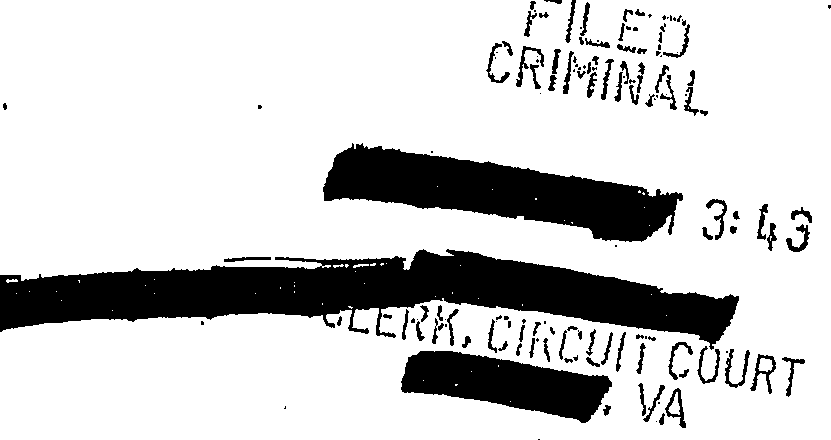 FILED
CRIMINAL
3: 43
CLERK, CIRCUIT COURT
. VA